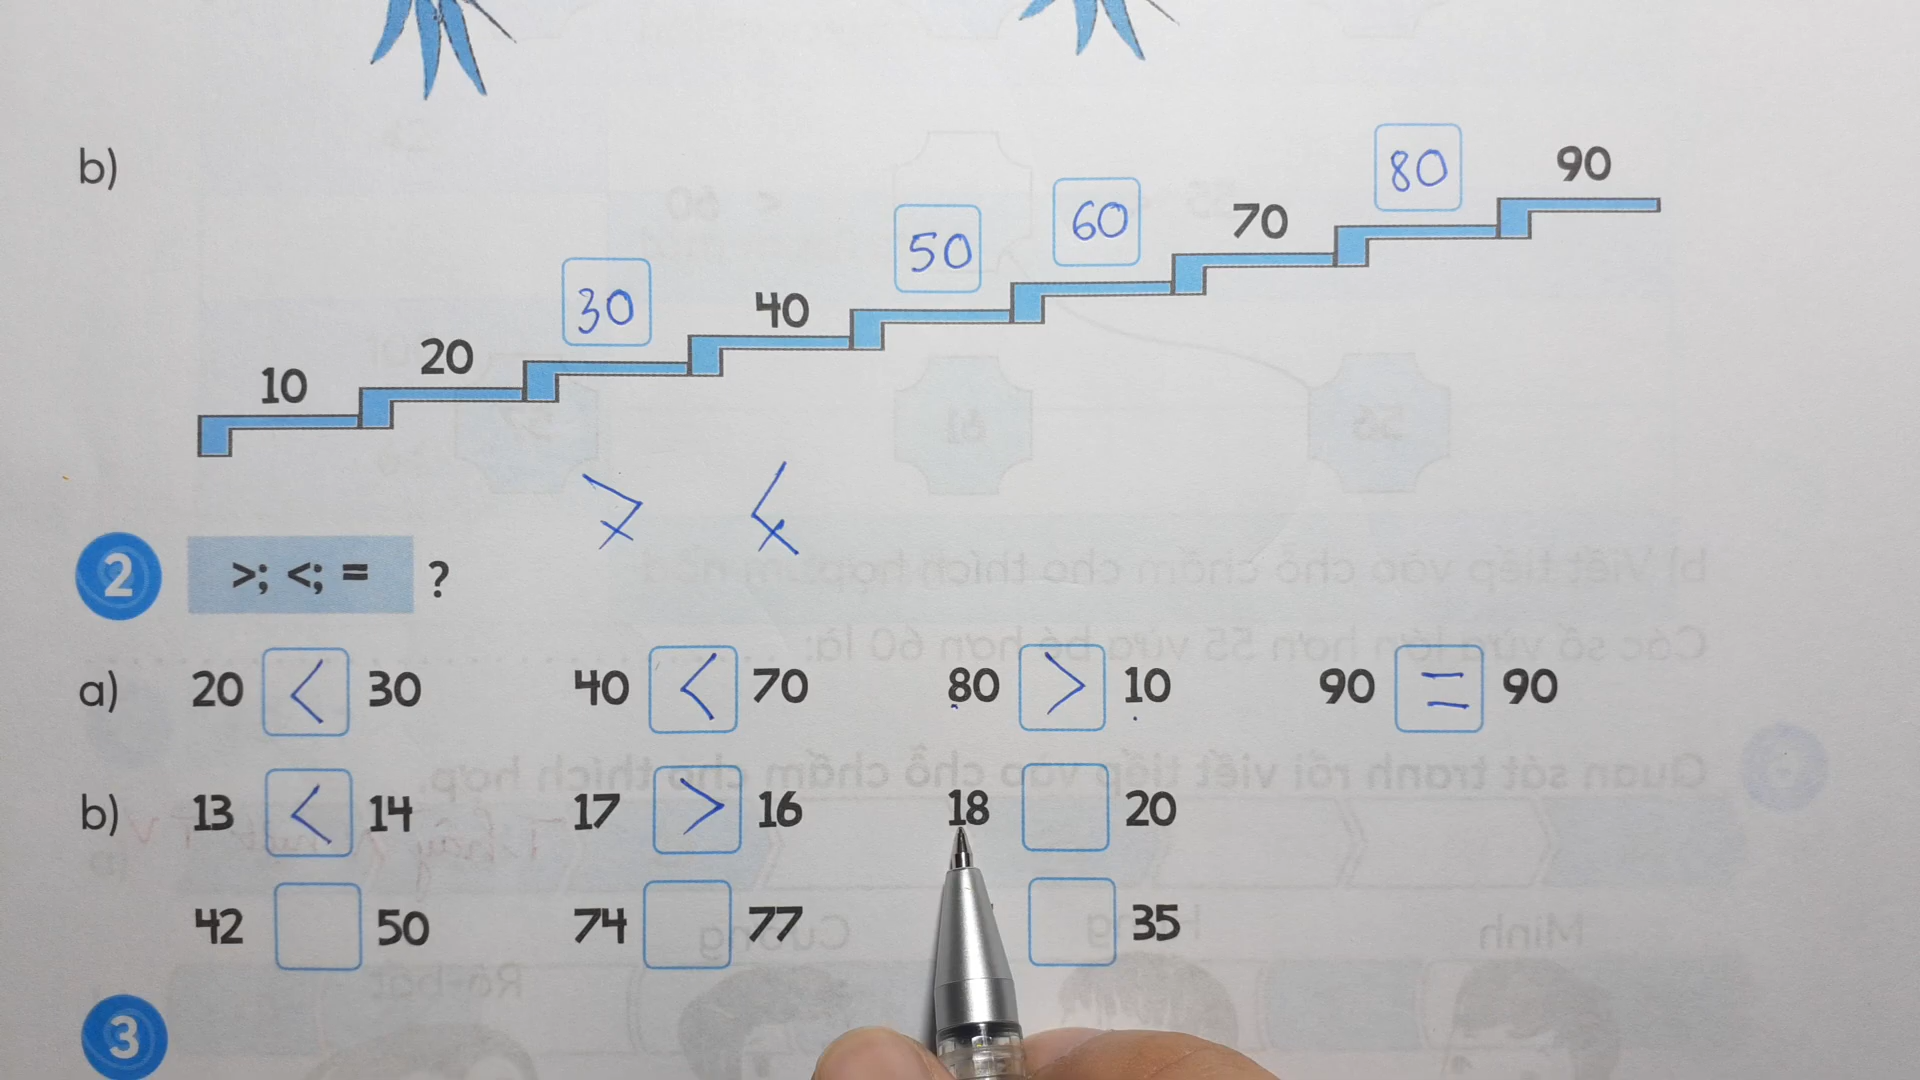 b) 10 20 30 40 50 60 70 80 90
> <
2 >; <; = ?
a) 20 < 30 40 < 70 80 > 10 90 = 90
b) 13 < 14 17 > 16 18 20
42 50 74 77 35
3